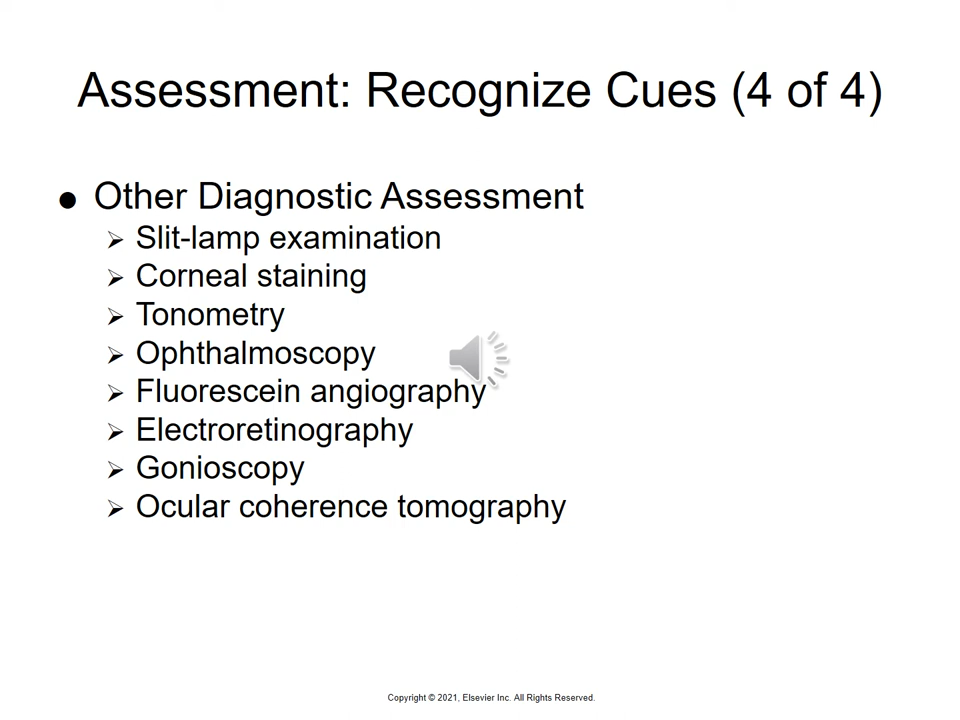 Assessment: Recognize Cues (4 of 4)
● Other Diagnostic Assessment
➢ Slit-lamp examination
➢ Corneal staining
➢ Tonometry
➢ Ophthalmoscopy
➢ Fluorescein angiography
➢ Electroretinography
➢ Gonioscopy
➢ Ocular coherence tomography
Copyright © 2021, Elsevier Inc. All Rights Reserved.